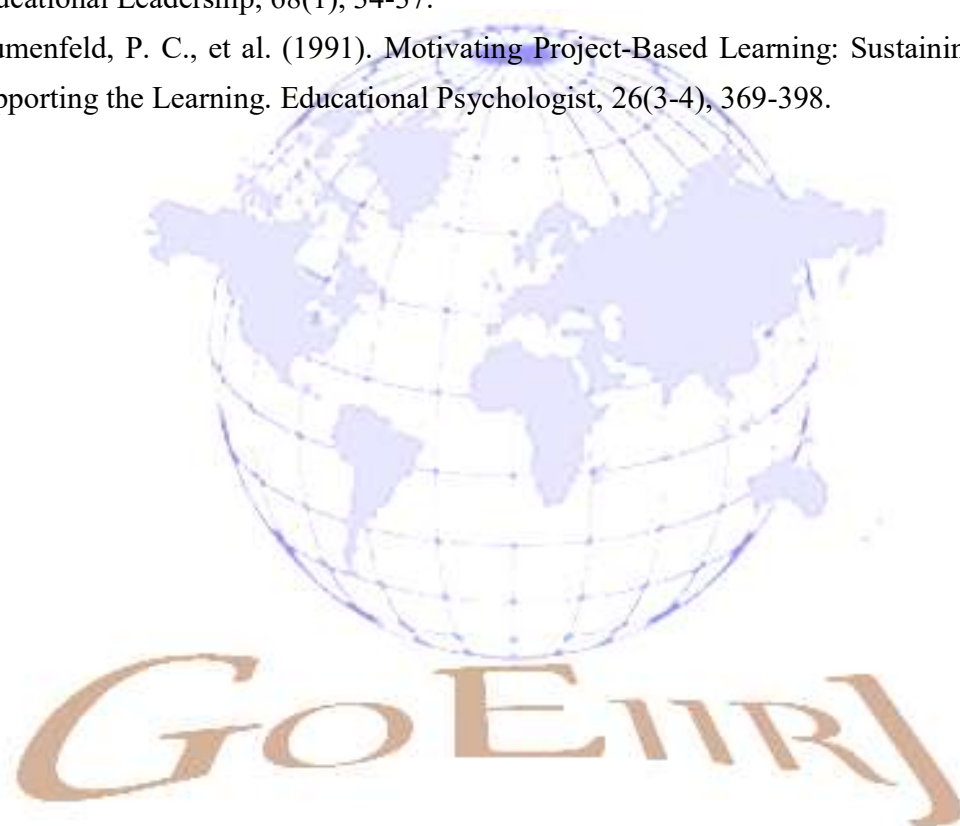 ucational Leadership, 68(1), 34-37.
umenfeld, P. C., et al. (1991). Motivating Project-Based Learning: Sustainin
pporting the Learning. Educational Psychologist, 26(3-4), 369-398.
GOEIIRJ